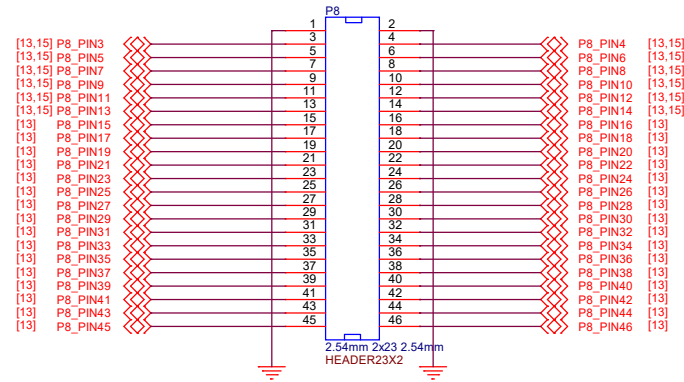 P8
1 2
[13,15] P8_PIN3 3 4 P8_PIN4 [13,15]
[13,15] P8_PIN5 5 6 P8_PIN6 [13,15]
[13,15] P8_PIN7 7 8 P8_PIN8 [13,15]
[13,15] P8_PIN9 9 10 P8_PIN10 [13,15]
[13,15] P8_PIN11 11 12 P8_PIN12 [13,15]
[13,15] P8_PIN13 13 14 P8_PIN14 [13,15]
[13] P8_PIN15 15 16 P8_PIN16 [13]
[13] P8_PIN17 17 18 P8_PIN18 [13]
[13] P8_PIN19 19 20 P8_PIN20 [13]
[13] P8_PIN21 21 22 P8_PIN22 [13]
[13] P8_PIN23 23 24 P8_PIN24 [13]
[13] P8_PIN25 25 26 P8_PIN26 [13]
[13] P8_PIN27 27 28 P8_PIN28 [13]
[13] P8_PIN29 29 30 P8_PIN30 [13]
[13] P8_PIN31 31 32 P8_PIN32 [13]
[13] P8_PIN33 33 34 P8_PIN34 [13]
[13] P8_PIN35 35 36 P8_PIN36 [13]
[13] P8_PIN37 37 38 P8_PIN38 [13]
[13] P8_PIN39 39 40 P8_PIN40 [13]
[13] P8_PIN41 41 42 P8_PIN42 [13]
[13] P8_PIN43 43 44 P8_PIN44 [13]
[13] P8_PIN45 45 46 P8_PIN46 [13]
2.54mm 2x23 2.54mm
HEADER23X2